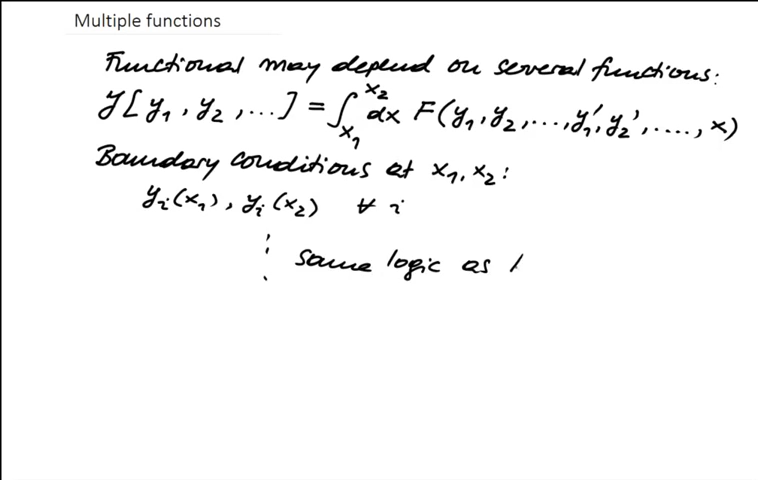 Multiple functions
Functional may depend on several functions:
J[y₁, y₂, ...] = ∫ₓ₁ˣ² dx F(y₁, y₂, ..., y₁', y₂', ...., x)
Boundary conditions at x₁, x₂:
yᵢ(x₁), yᵢ(x₂) ∀ i
⋮ same logic as